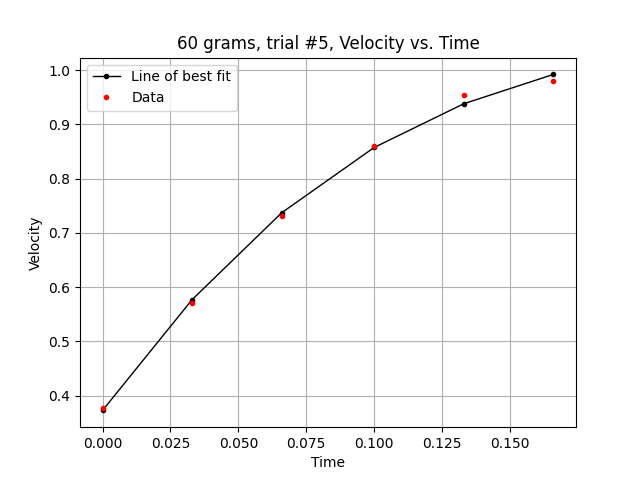 60 grams, trial #5, Velocity vs. Time
Line of best fit
Data
1.0
0.9
0.8
0.7
0.6
0.5
0.4
Velocity
0.000 0.025 0.050 0.075 0.100 0.125 0.150
Time